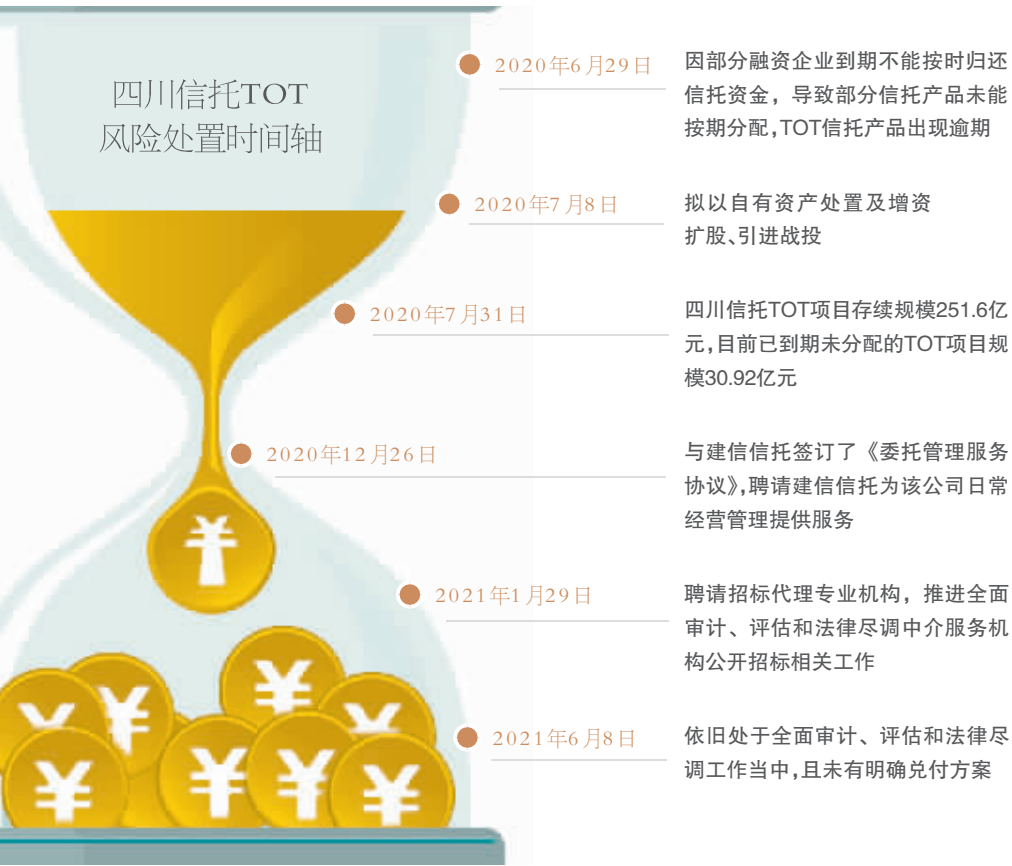 四川信托TOT
风险处置时间轴
2020年6月29日
因部分融资企业到期不能按时归还
信托资金，导致部分信托产品未能
按期分配，TOT信托产品出现逾期
2020年7月8日
拟以自有资产处置及增资
扩股、引进战投
2020年7月31日
四川信托TOT项目存续规模251.6亿
元，目前已到期未分配的TOT项目规
模30.92亿元
2020年12月26日
与建信信托签订了《委托管理服务
协议》，聘请建信信托为该公司日常
经营管理提供服务
2021年1月29日
聘请招标代理专业机构，推进全面
审计、评估和法律尽调中介服务机
构公开招标相关工作
2021年6月8日
依旧处于全面审计、评估和法律尽
调工作当中，且未有明确兑付方案